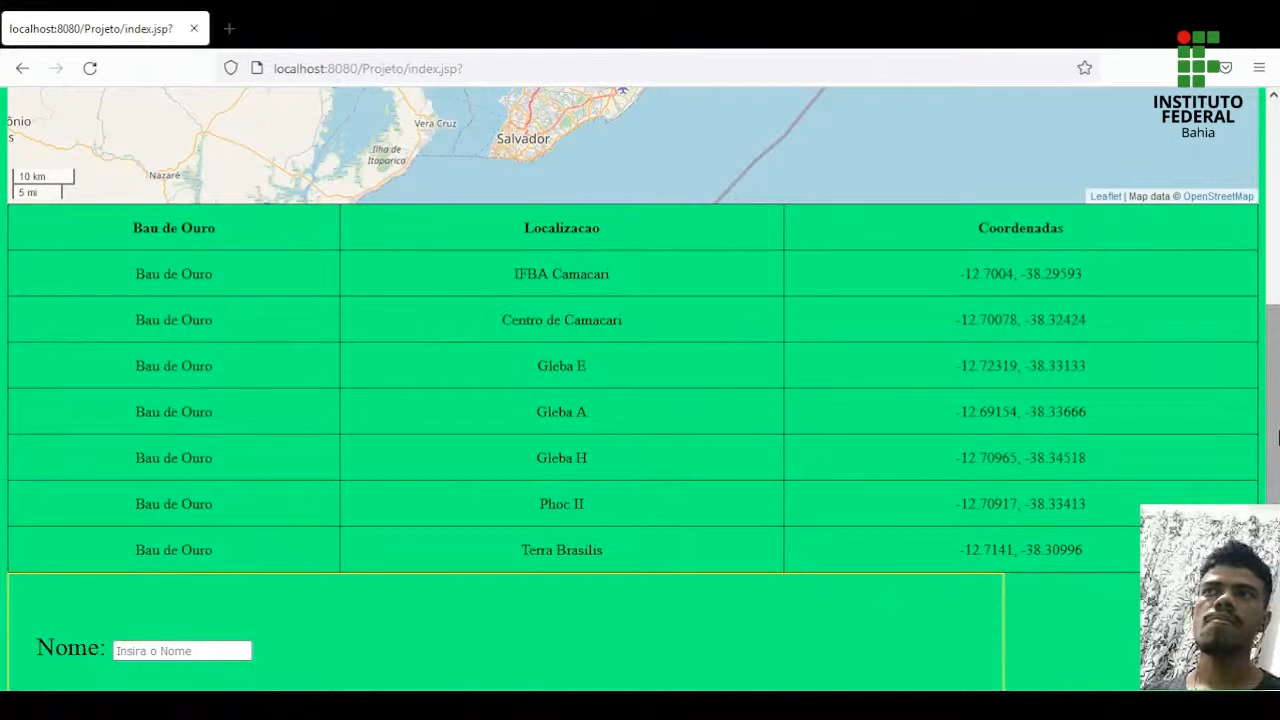 localhost:8080/Projeto/index.jsp?
localhost:8080/Projeto/index.jsp?
INSTITUTO
FEDERAL
Bahia
ônio
s
Vera Cruz
Salvador
Ilha de
Itaparica
Nazaré
10 km
5 mi
Leaflet | Map data © OpenStreetMap
Bau de Ouro Localizacao Coordenadas
Bau de Ouro IFBA Camacari -12.7004, -38.29593
Bau de Ouro Centro de Camacari -12.70078, -38.32424
Bau de Ouro Gleba E -12.72319, -38.33133
Bau de Ouro Gleba A -12.69154, -38.33666
Bau de Ouro Gleba H -12.70965, -38.34518
Bau de Ouro Phoc II -12.70917, -38.33413
Bau de Ouro Terra Brasilis -12.7141, -38.30996
Nome: Insira o Nome